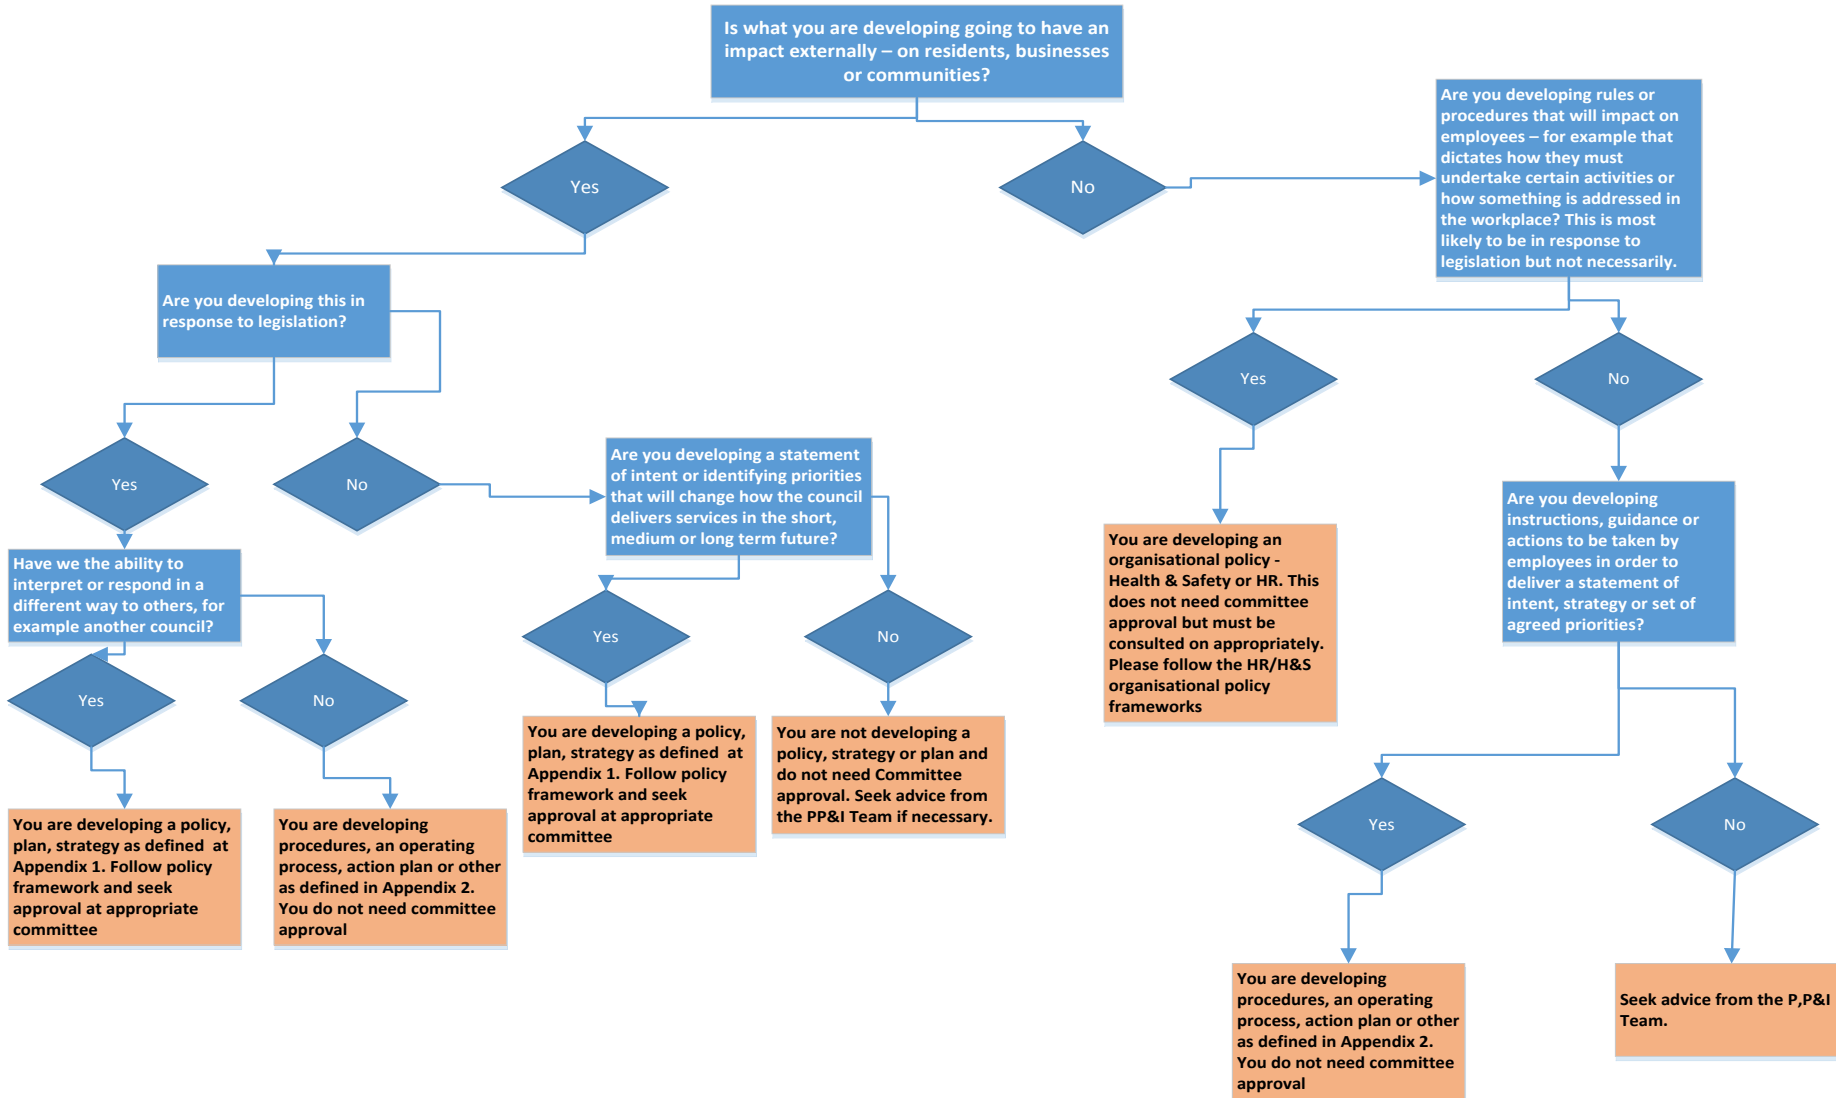 Is what you are developing going to have an
impact externally – on residents, businesses
or communities?
Are you developing rules or
procedures that will impact on
employees – for example that
dictates how they must
undertake certain activities or
how something is addressed in
the workplace? This is most
likely to be in response to
legislation but not necessarily.
Yes
No
Are you developing this in
response to legislation?
Yes
No
Yes
No
Are you developing a statement
of intent or identifying priorities
that will change how the council
delivers services in the short,
medium or long term future?
Are you developing
instructions, guidance or
actions to be taken by
employees in order to
deliver a statement of
intent, strategy or set of
agreed priorities?
You are developing an
organisational policy -
Health & Safety or HR. This
does not need committee
approval but must be
consulted on appropriately.
Please follow the HR/H&S
organisational policy
frameworks
Have we the ability to
interpret or respond in a
different way to others, for
example another council?
Yes
No
Yes
No
You are developing a policy,
plan, strategy as defined  at
Appendix 1. Follow policy
framework and seek
approval at appropriate
committee
You are not developing a
policy, strategy or plan and
do not need Committee
approval. Seek advice from
the PP&I Team if necessary.
You are developing a policy,
plan, strategy as defined  at
Appendix 1. Follow policy
framework and seek
approval at appropriate
committee
You are developing
procedures, an operating
process, action plan or other
as defined in Appendix 2.
You do not need committee
approval
Yes
No
You are developing
procedures, an operating
process, action plan or other
as defined in Appendix 2.
You do not need committee
approval
Seek advice from the P,P&I
Team.